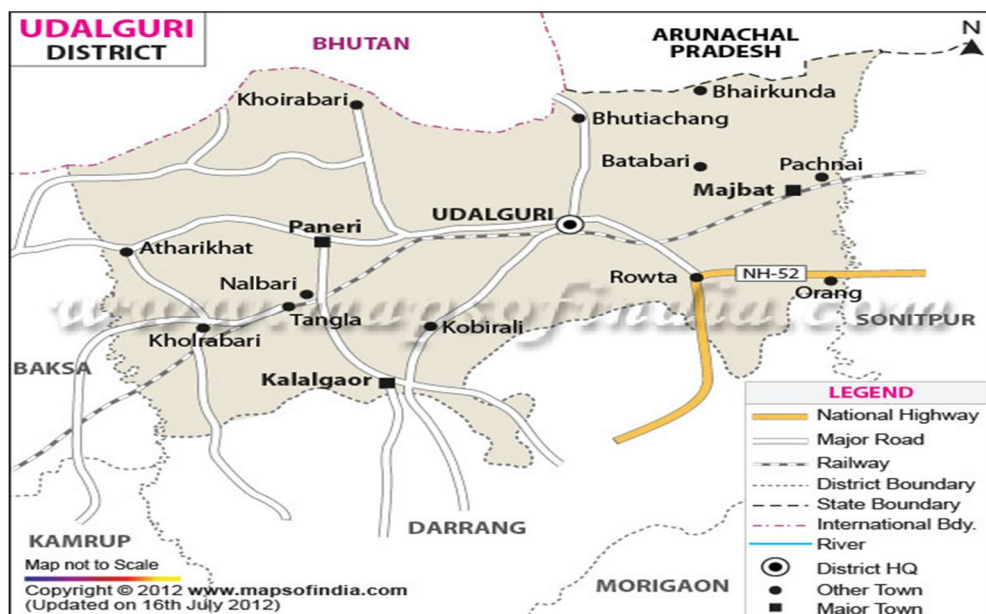 UDALGURI
DISTRICT
BHUTAN
ARUNACHAL
PRADESH
N
Khoirabari
Bhairkunda
Bhutiachang
Batabari
Pachnai
Majbat
UDALGURI
Paneri
Atharikhat
Rowta
NH-52
Orang
Nalbari
www.mapsofindia.com
Tangla
Kobirali
Kholrabari
SONITPUR
BAKSA
Kalalgaor
LEGEND
National Highway
Major Road
Railway
District Boundary
State Boundary
International Bdy.
River
District HQ
Other Town
Major Town
DARRANG
KAMRUP
MORIGAON
Map not to Scale
Copyright © 2012 www.mapsofindia.com
(Updated on 16th July 2012)